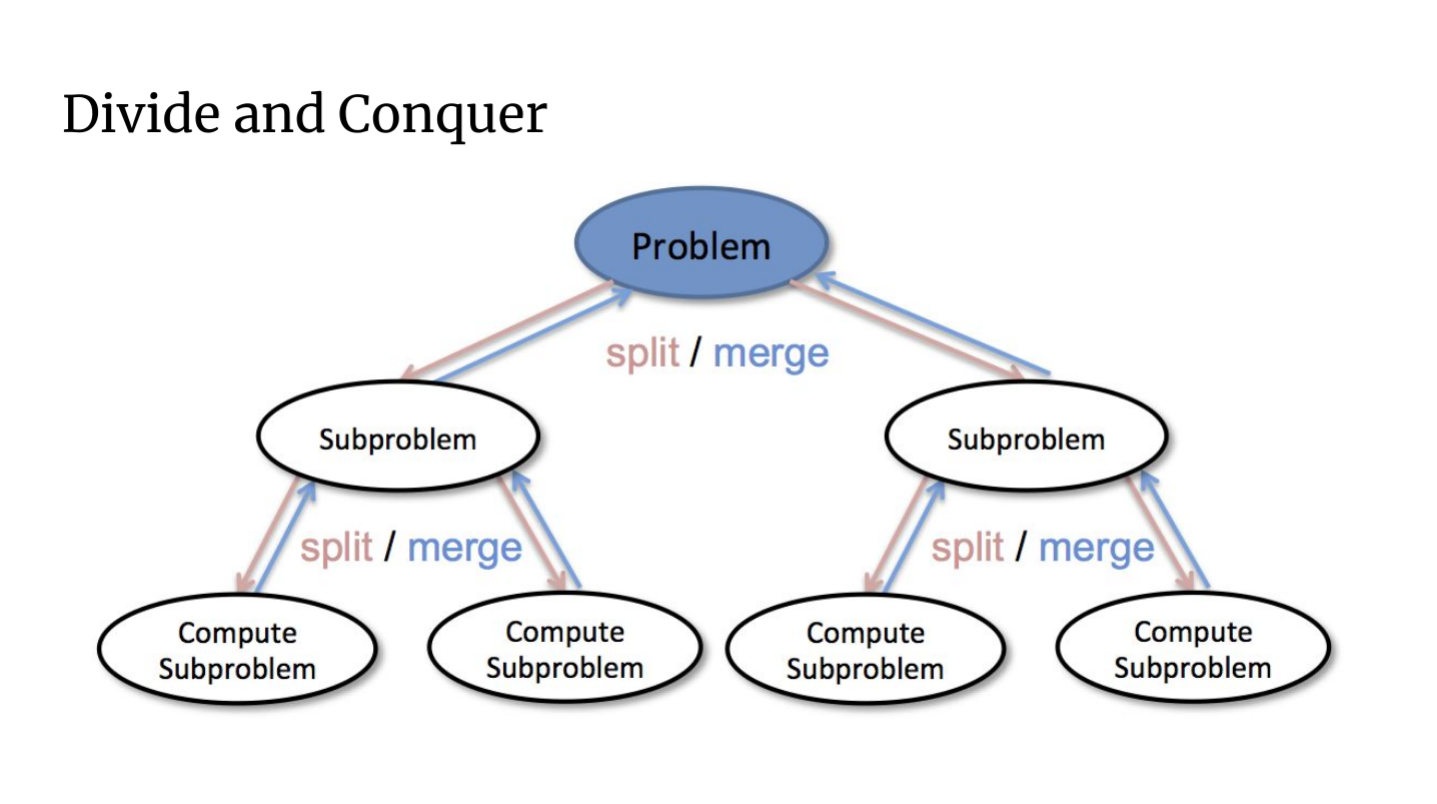 Divide and Conquer
Problem
split / merge
Subproblem
Subproblem
split / merge
split / merge
Compute
Subproblem
Compute
Subproblem
Compute
Subproblem
Compute
Subproblem